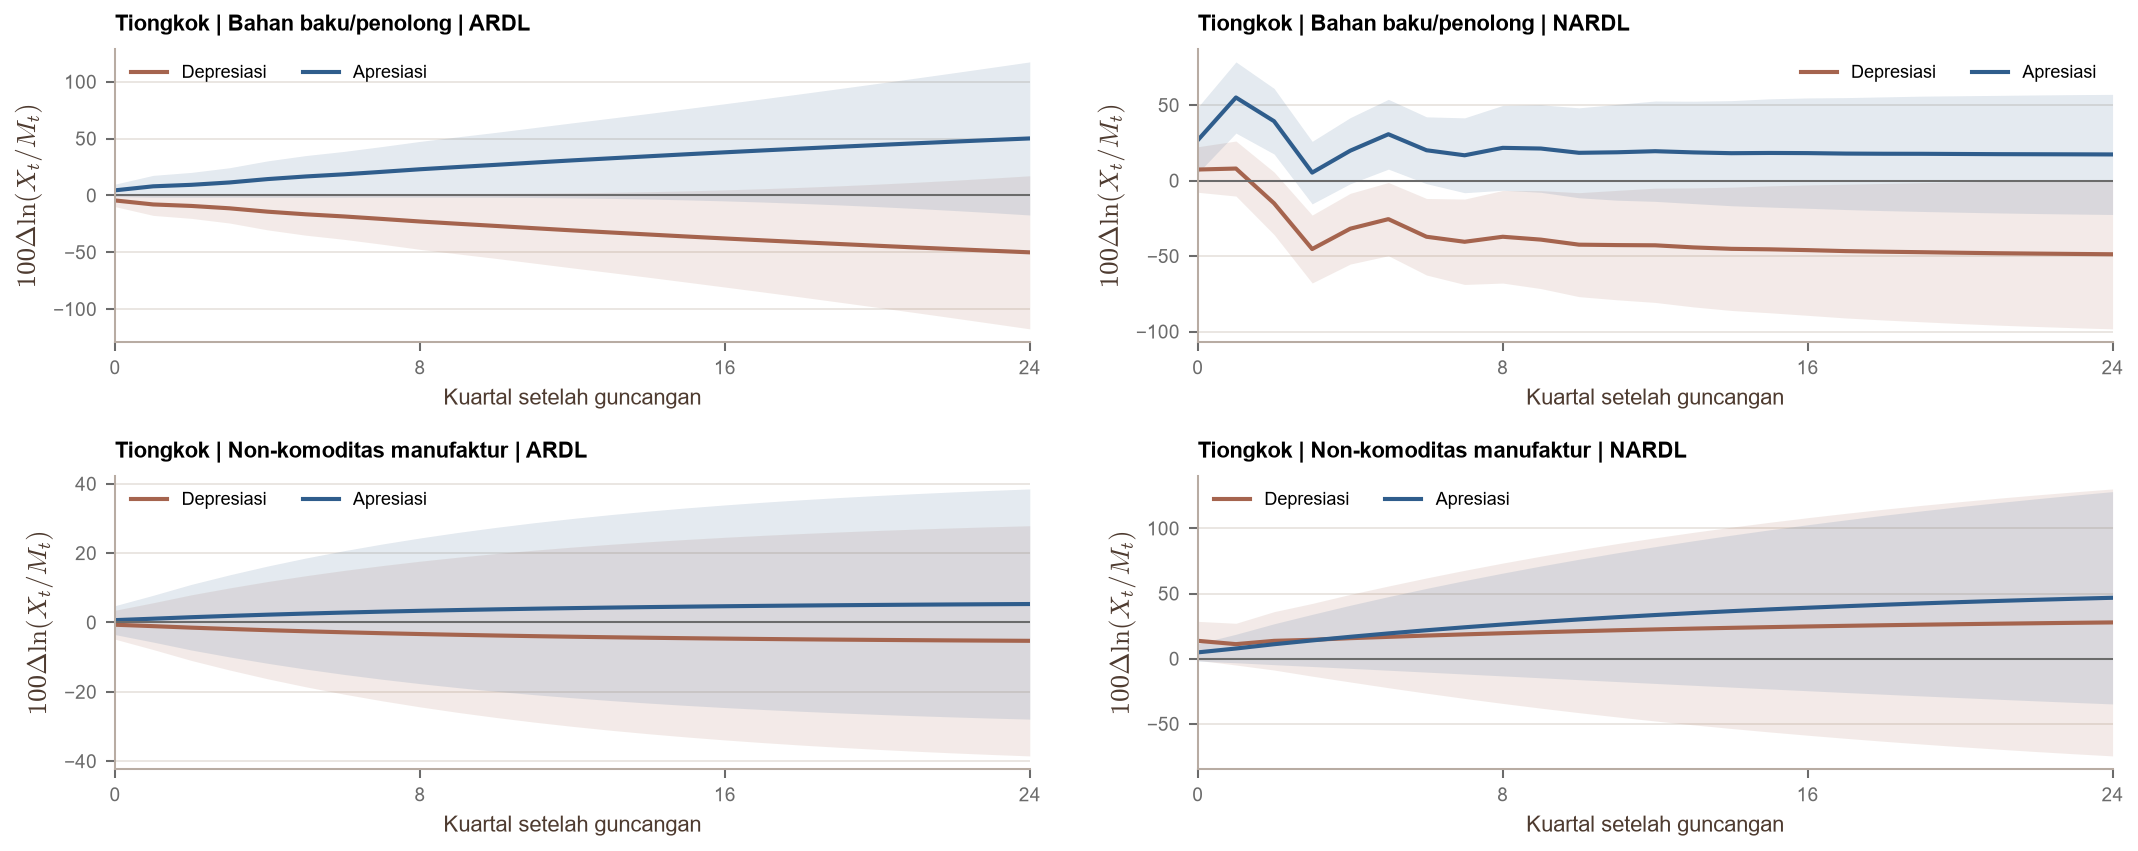 Tiongkok | Bahan baku/penolong | ARDL
Depresiasi Apresiasi
100Δln(Xₜ/Mₜ)
100
50
0
−50
−100
0 8 16 24
Kuartal setelah guncangan
Tiongkok | Bahan baku/penolong | NARDL
Depresiasi Apresiasi
100Δln(Xₜ/Mₜ)
50
0
−50
−100
0 8 16 24
Kuartal setelah guncangan
Tiongkok | Non-komoditas manufaktur | ARDL
Depresiasi Apresiasi
100Δln(Xₜ/Mₜ)
40
20
0
−20
−40
0 8 16 24
Kuartal setelah guncangan
Tiongkok | Non-komoditas manufaktur | NARDL
Depresiasi Apresiasi
100Δln(Xₜ/Mₜ)
100
50
0
−50
0 8 16 24
Kuartal setelah guncangan